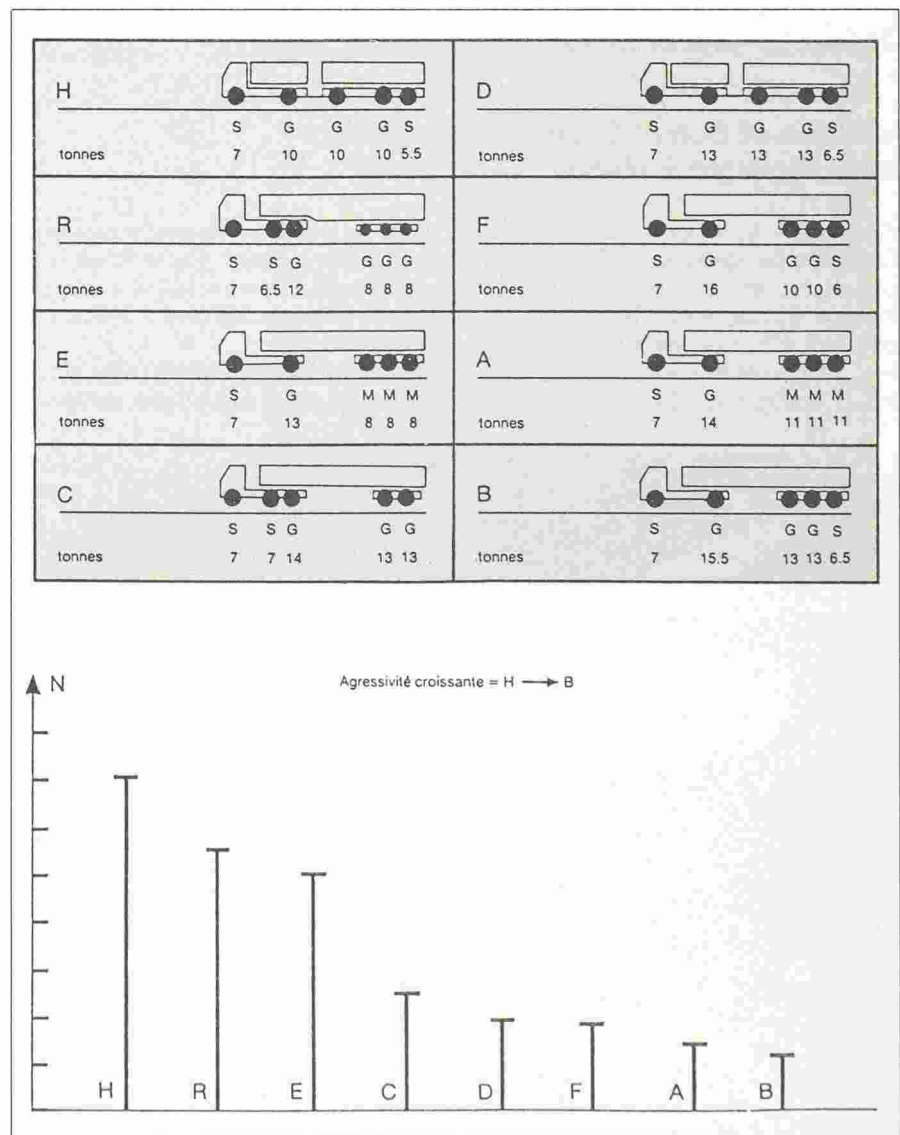 H
S G G G S
tonnes 7 10 10 10 5.5
D
S G G G S
tonnes 7 13 13 13 6.5
R
S S G G G G
tonnes 7 6.5 12 8 8 8
F
S G G G S
tonnes 7 16 10 10 6
E
S G M M M
tonnes 7 13 8 8 8
A
S G M M M
tonnes 7 14 11 11 11
C
S S G G G
tonnes 7 7 14 13 13
B
S G G G S
tonnes 7 15.5 13 13 6.5
N
Agressivité croissante = H → B
H R E C D F A B